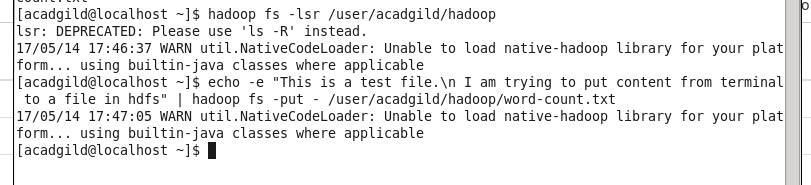 count.txt
[acadgild@localhost ~]$ hadoop fs -lsr /user/acadgild/hadoop
lsr: DEPRECATED: Please use 'ls -R' instead.
17/05/14 17:46:37 WARN util.NativeCodeLoader: Unable to load native-hadoop library for your plat
form... using builtin-java classes where applicable
[acadgild@localhost ~]$ echo -e "This is a test file.\n I am trying to put content from terminal
 to a file in hdfs" | hadoop fs -put - /user/acadgild/hadoop/word-count.txt
17/05/14 17:47:05 WARN util.NativeCodeLoader: Unable to load native-hadoop library for your plat
form... using builtin-java classes where applicable
[acadgild@localhost ~]$